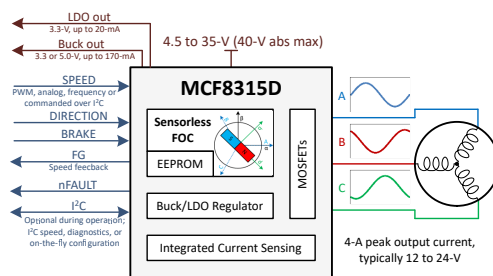 LDO out
3.3-V, up to 20-mA
Buck out
3.3 or 5.0-V, up to 170-mA
4.5 to 35-V (40-V abs max)
SPEED
PWM, analog, frequency or
commanded over I²C
DIRECTION
BRAKE
FG
Speed feecback
nFAULT
I²C
Optional during operation;
I²C speed, diagnostics, or
on-the-fly configuration
MCF8315D
Sensorless
FOC
EEPROM
MOSFETs
Buck/LDO Regulator
Integrated Current Sensing
A
B
C
4-A peak output current,
typically 12 to 24-V